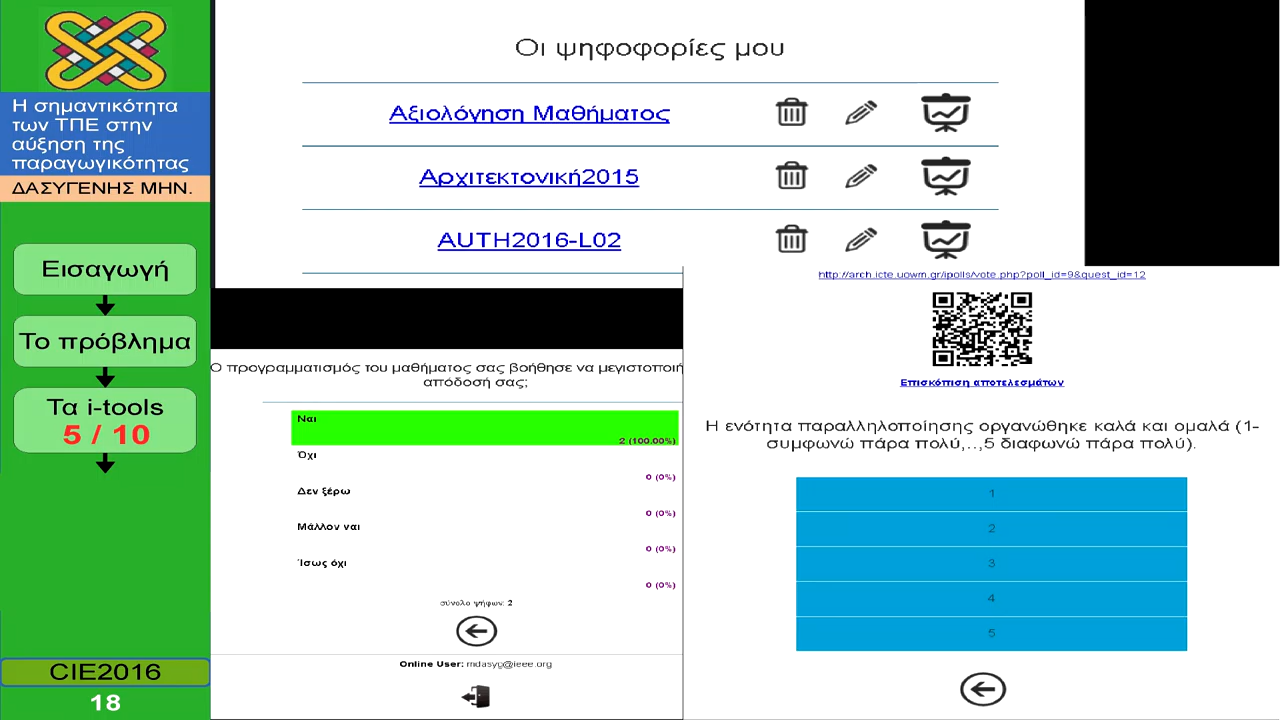 Η σημαντικότητα
των ΤΠΕ στην
αύξηση της
παραγωγικότητας
ΔΑΣΥΓΕΝΗΣ ΜΗΝ.
Εισαγωγή
Το πρόβλημα
Τα i-tools
5 / 10
CIE2016
18
Οι ψηφοφορίες μου
Αξιολόγηση Μαθήματος
Αρχιτεκτονική2015
AUTH2016-L02
Ο προγραμματισμός του μαθήματος σας βοήθησε να μεγιστοποιή
απόδοσή σας;
Ναι
2 (100.00%)
Όχι
0 (0%)
Δεν ξέρω
0 (0%)
Μάλλον ναι
0 (0%)
Ίσως όχι
0 (0%)
σύνολο ψήφων: 2
Online User: mdasyg@ieee.org
http://arch.icte.uowm.gr/ipolls/vote.php?poll_id=9&quest_id=12
Επισκόπιση αποτελεσμάτων
Η ενότητα παραλληλοποίησης οργανώθηκε καλά και ομαλά (1-
συμφωνώ πάρα πολύ,..,5 διαφωνώ πάρα πολύ).
1
2
3
4
5